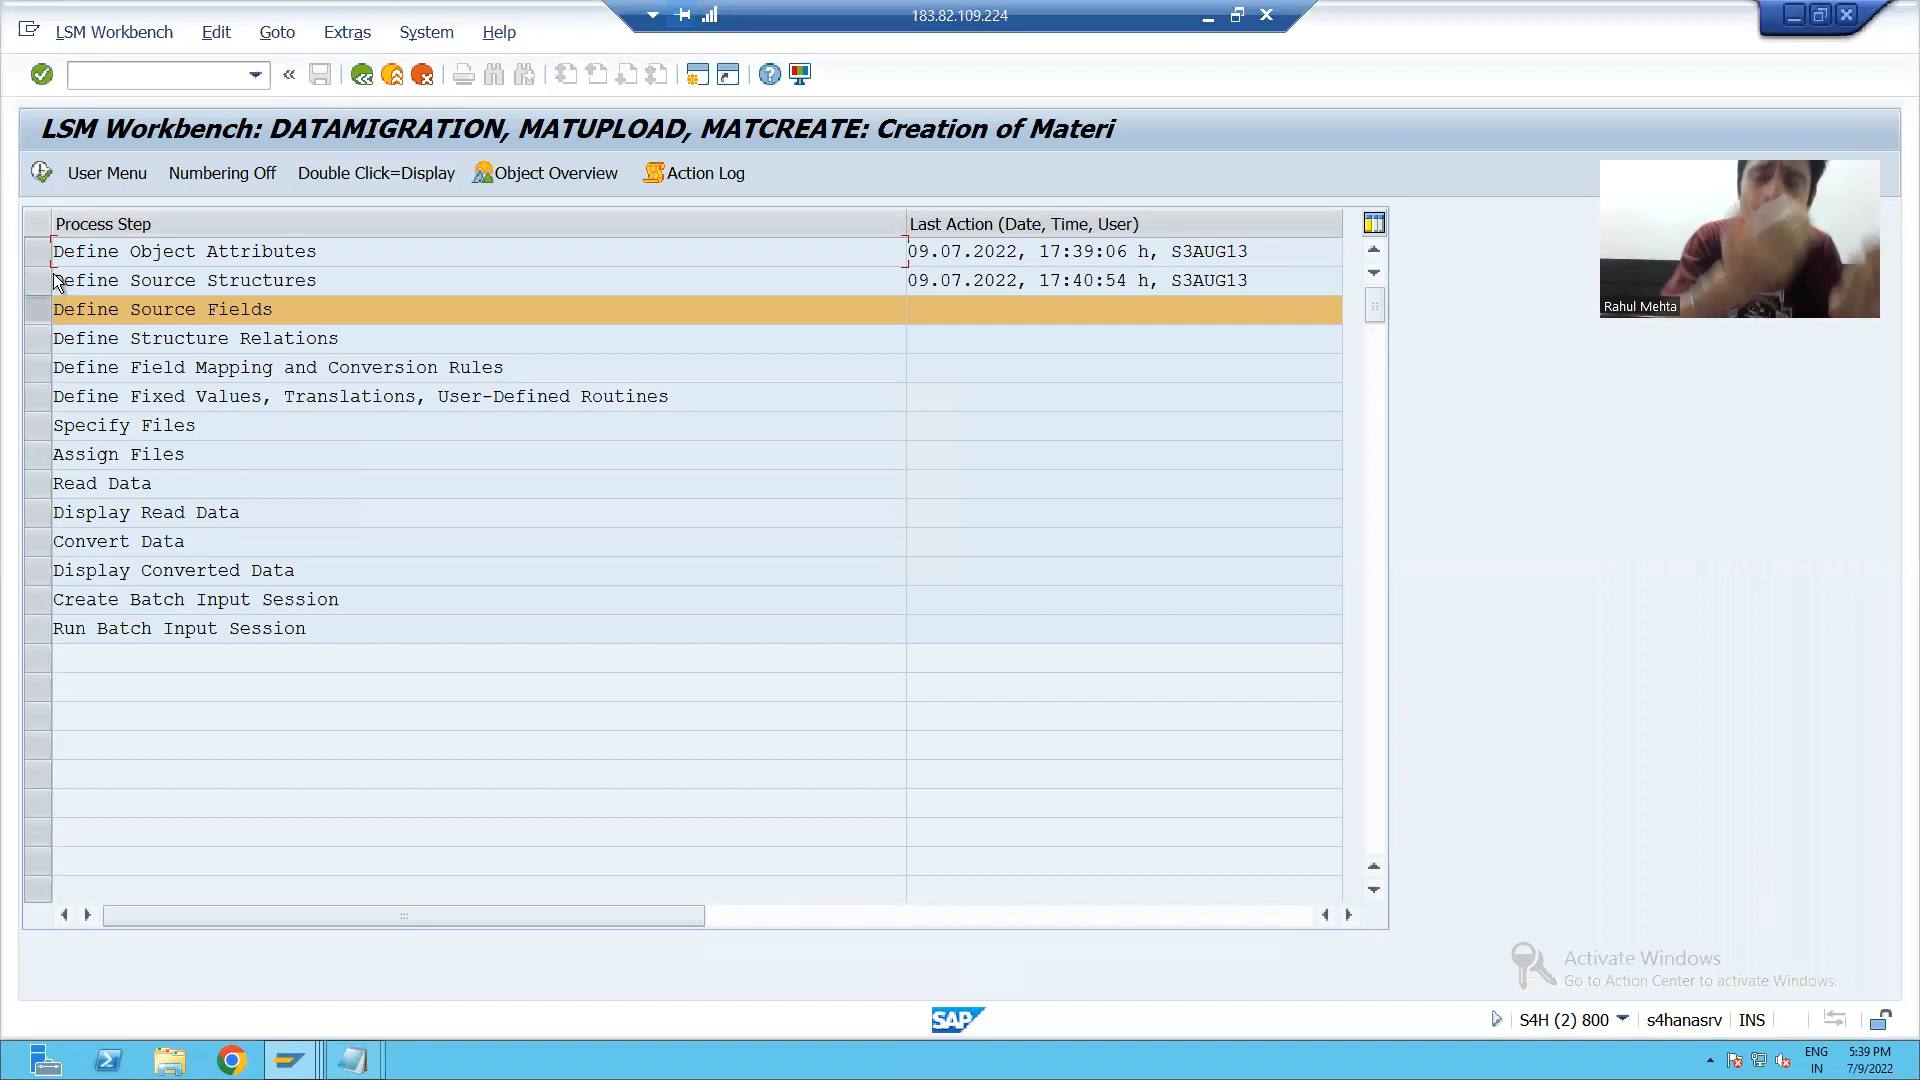 183.82.109.224
LSM Workbench Edit Goto Extras System Help
LSM Workbench: DATAMIGRATION, MATUPLOAD, MATCREATE: Creation of Materi
User Menu Numbering Off Double Click=Display Object Overview Action Log
Process Step Last Action (Date, Time, User)
Define Object Attributes 09.07.2022, 17:39:06 h, S3AUG13
Define Source Structures 09.07.2022, 17:40:54 h, S3AUG13
Define Source Fields
Define Structure Relations
Define Field Mapping and Conversion Rules
Define Fixed Values, Translations, User-Defined Routines
Specify Files
Assign Files
Read Data
Display Read Data
Convert Data
Display Converted Data
Create Batch Input Session
Run Batch Input Session
Rahul Mehta
Activate Windows
Go to Action Center to activate Windows.
SAP
S4H (2) 800 s4hanasrv INS
ENG 5:39 PM
IN 7/9/2022